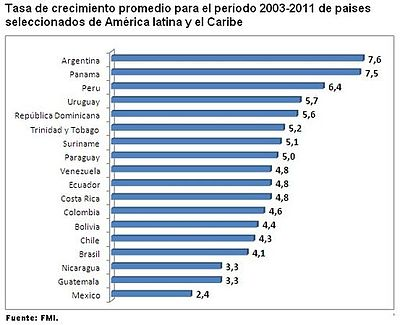 Tasa de crecimiento promedio para el período 2003-2011 de paises
seleccionados de América latina y el Caribe
Argentina 7,6
Panama 7,5
Peru 6,4
Uruguay 5,7
República Dominicana 5,6
Trinidad y Tobago 5,2
Suriname 5,1
Paraguay 5,0
Venezuela 4,8
Ecuador 4,8
Costa Rica 4,8
Colombia 4,6
Bolivia 4,4
Chile 4,3
Brasil 4,1
Nicaragua 3,3
Guatemala 3,3
Mexico 2,4
Fuente: FMI.